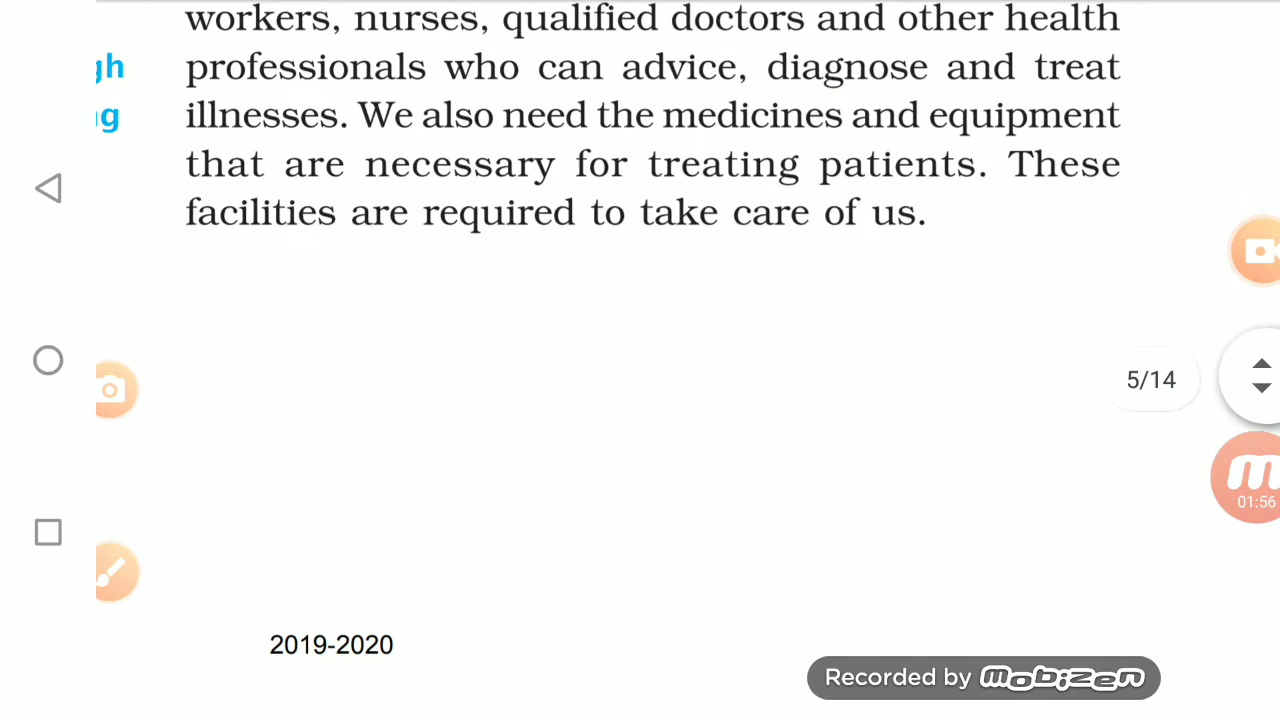 workers, nurses, qualified doctors and other health
gh
professionals who can advice, diagnose and treat
g
illnesses. We also need the medicines and equipment
that are necessary for treating patients. These
facilities are required to take care of us.
5/14
m
01:56
2019-2020
Recorded by mobizen